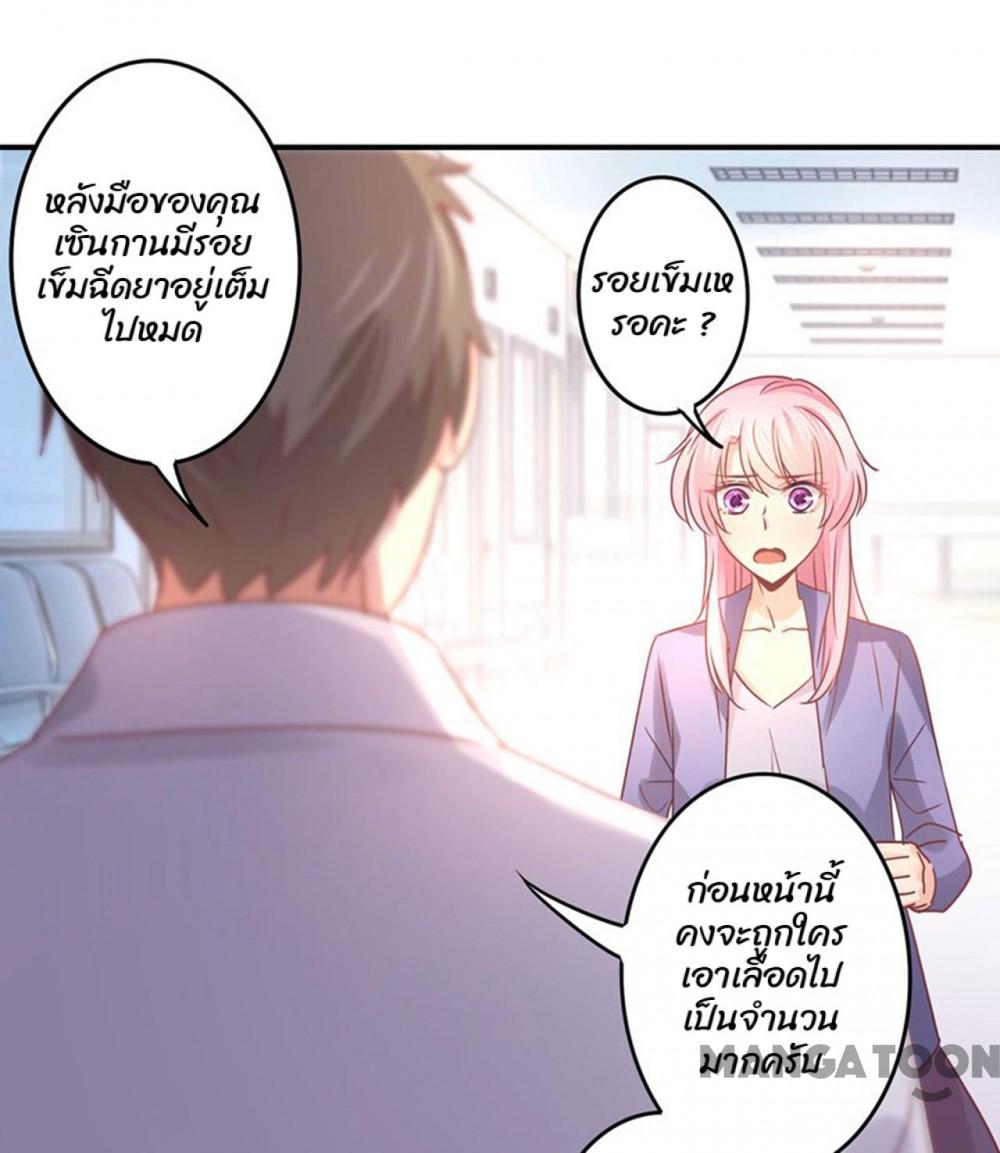 หลังมือของคุณ
เซินกานมีรอย
เข็มฉีดยาอยู่เต็ม
ไปหมด
รอยเข็มเห
รอคะ ?
ก่อนหน้านี้
คงจะถูกใคร
เอาเลือดไป
เป็นจำนวน
มากครับ
MANGATOON